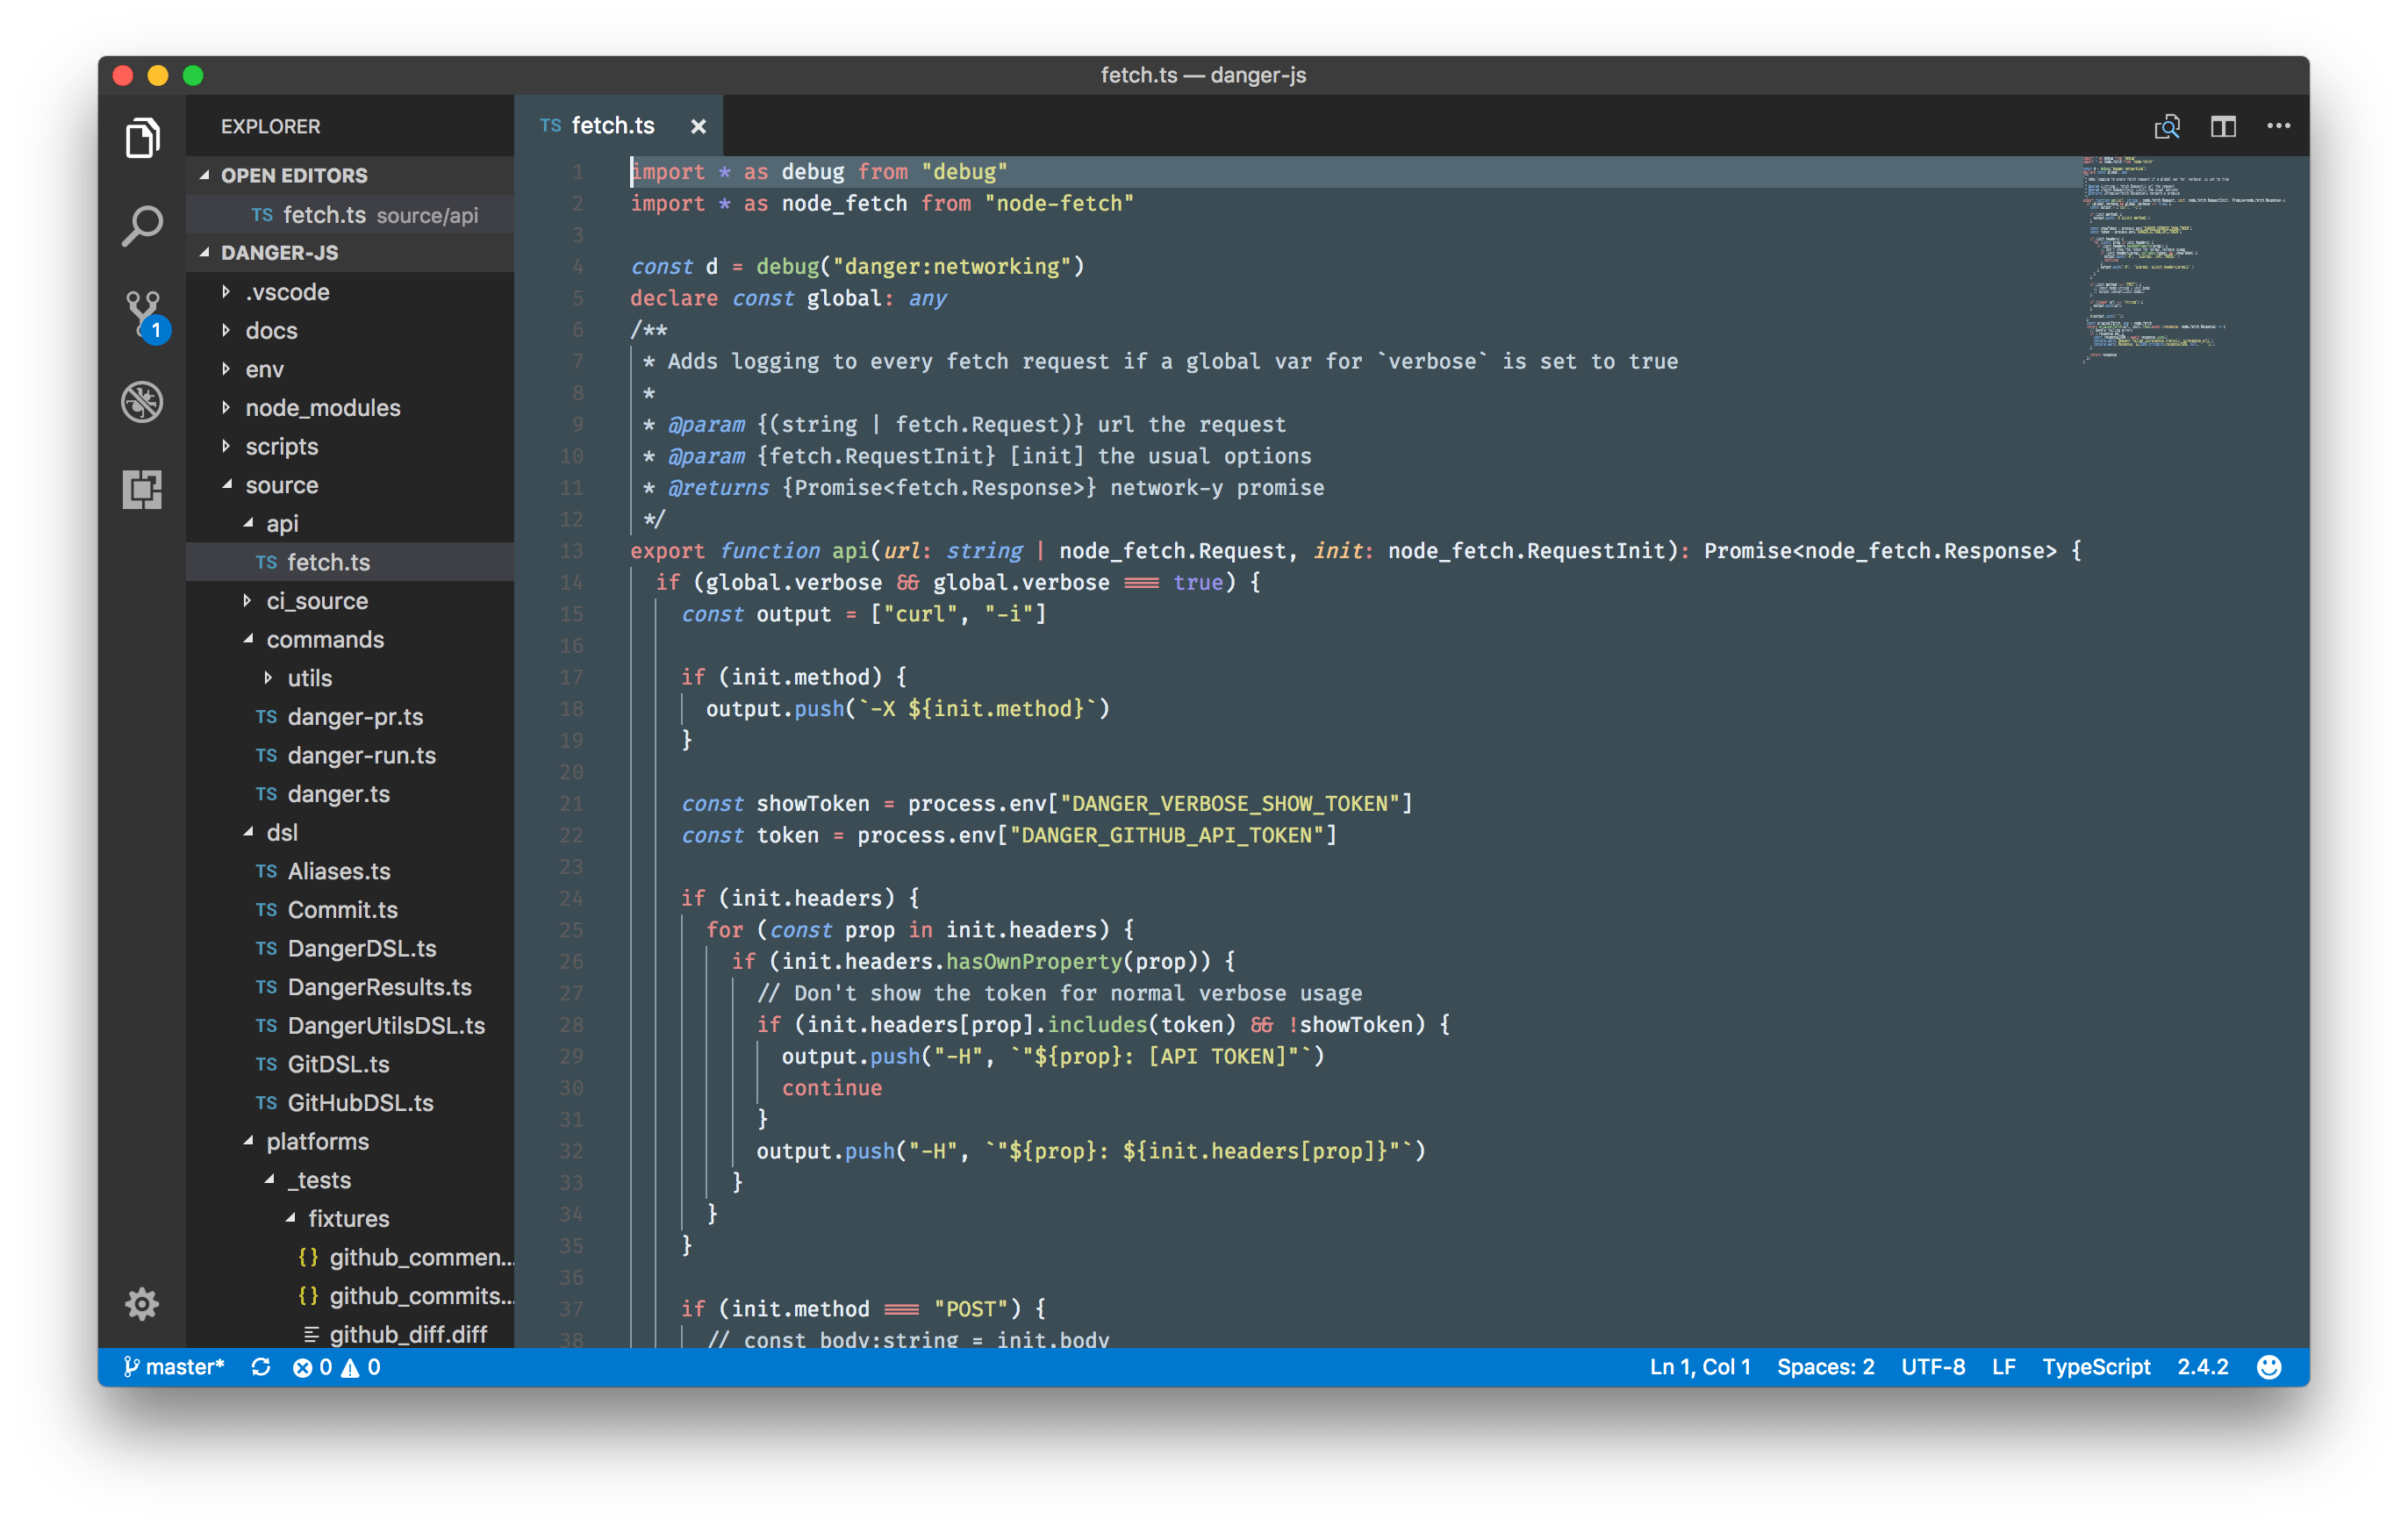 fetch.ts — danger-js
EXPLORER
OPEN EDITORS
TS fetch.ts source/api
DANGER-JS
.vscode
docs
1
env
node_modules
scripts
source
api
TS fetch.ts
ci_source
commands
utils
TS danger-pr.ts
TS danger-run.ts
TS danger.ts
dsl
TS Aliases.ts
TS Commit.ts
TS DangerDSL.ts
TS DangerResults.ts
TS DangerUtilsDSL.ts
TS GitDSL.ts
TS GitHubDSL.ts
platforms
_tests
fixtures
{} github_commen...
{} github_commits...
github_diff.diff
TS fetch.ts ×
1 import * as debug from "debug"
2 import * as node_fetch from "node-fetch"
3
4 const d = debug("danger:networking")
5 declare const global: any
6 /**
7 * Adds logging to every fetch request if a global var for `verbose` is set to true
8 *
9 * @param {(string | fetch.Request)} url the request
10 * @param {fetch.RequestInit} [init] the usual options
11 * @returns {Promise<fetch.Response>} network-y promise
12 */
13 export function api(url: string | node_fetch.Request, init: node_fetch.RequestInit): Promise<node_fetch.Response> {
14 if (global.verbose && global.verbose === true) {
15 const output = ["curl", "-i"]
16
17 if (init.method) {
18 output.push(`-X ${init.method}`)
19 }
20
21 const showToken = process.env["DANGER_VERBOSE_SHOW_TOKEN"]
22 const token = process.env["DANGER_GITHUB_API_TOKEN"]
23
24 if (init.headers) {
25 for (const prop in init.headers) {
26 if (init.headers.hasOwnProperty(prop)) {
27 // Don't show the token for normal verbose usage
28 if (init.headers[prop].includes(token) && !showToken) {
29 output.push("-H", `"${prop}: [API TOKEN]"`)
30 continue
31 }
32 output.push("-H", `"${prop}: ${init.headers[prop]}"`)
33 }
34 }
35 }
36
37 if (init.method === "POST") {
38 // const body:string = init.body
master* 0 0
Ln 1, Col 1 Spaces: 2 UTF-8 LF TypeScript 2.4.2